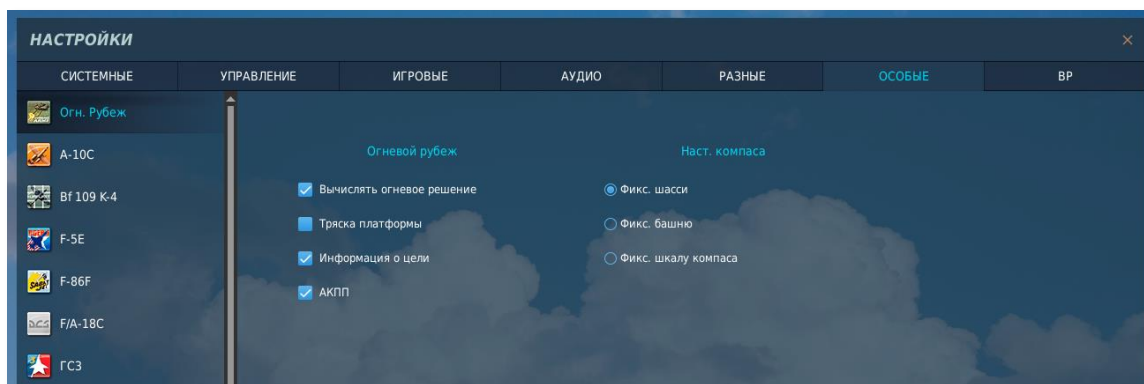 НАСТРОЙКИ
СИСТЕМНЫЕ УПРАВЛЕНИЕ ИГРОВЫЕ АУДИО РАЗНЫЕ ОСОБЫЕ ВР
Огн. Рубеж
A-10C
Bf 109 K-4
F-5E
F-86F
F/A-18C
ГС3
Огневой рубеж
Вычислять огневое решение
Тряска платформы
Информация о цели
АКПП
Наст. компаса
Фикс. шасси
Фикс. башню
Фикс. шкалу компаса